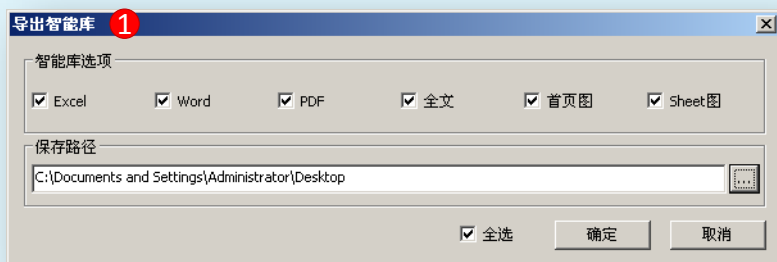 导出智能库 1
智能库选项
Excel Word PDF 全文 首页图 Sheet图
保存路径
C:\Documents and Settings\Administrator\Desktop
...
全选 确定 取消